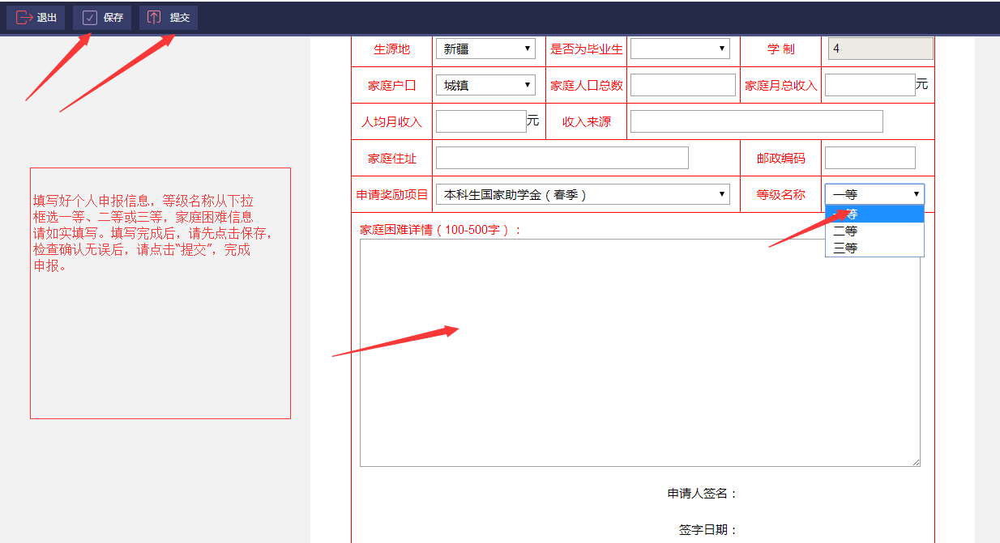 退出 保存 提交
生源地 新疆 是否为毕业生 学 制 4
家庭户口 城镇 家庭人口总数 家庭月总收入 元
人均月收入 元 收入来源
家庭住址 邮政编码
申请奖励项目 本科生国家助学金（春季） 等级名称 一等
一等
二等
三等
家庭困难详情（100-500字）：
填写好个人申报信息，等级名称从下拉
框选一等、二等或三等，家庭困难信息
请如实填写。填写完成后，请先点击保存，
检查确认无误后，请点击“提交”，完成
申报。
申请人签名：
签字日期：